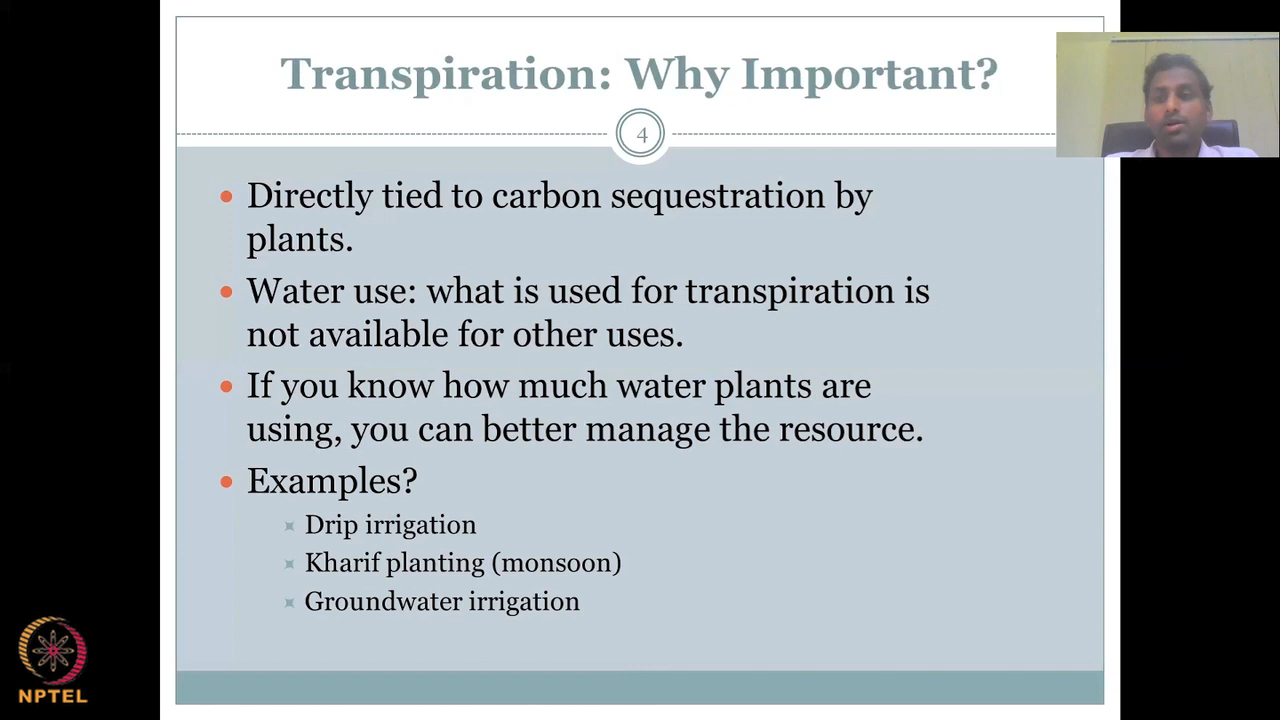 Transpiration: Why Important?
4
Directly tied to carbon sequestration by
plants.
Water use: what is used for transpiration is
not available for other uses.
If you know how much water plants are
using, you can better manage the resource.
Examples?
Drip irrigation
Kharif planting (monsoon)
Groundwater irrigation
NPTEL